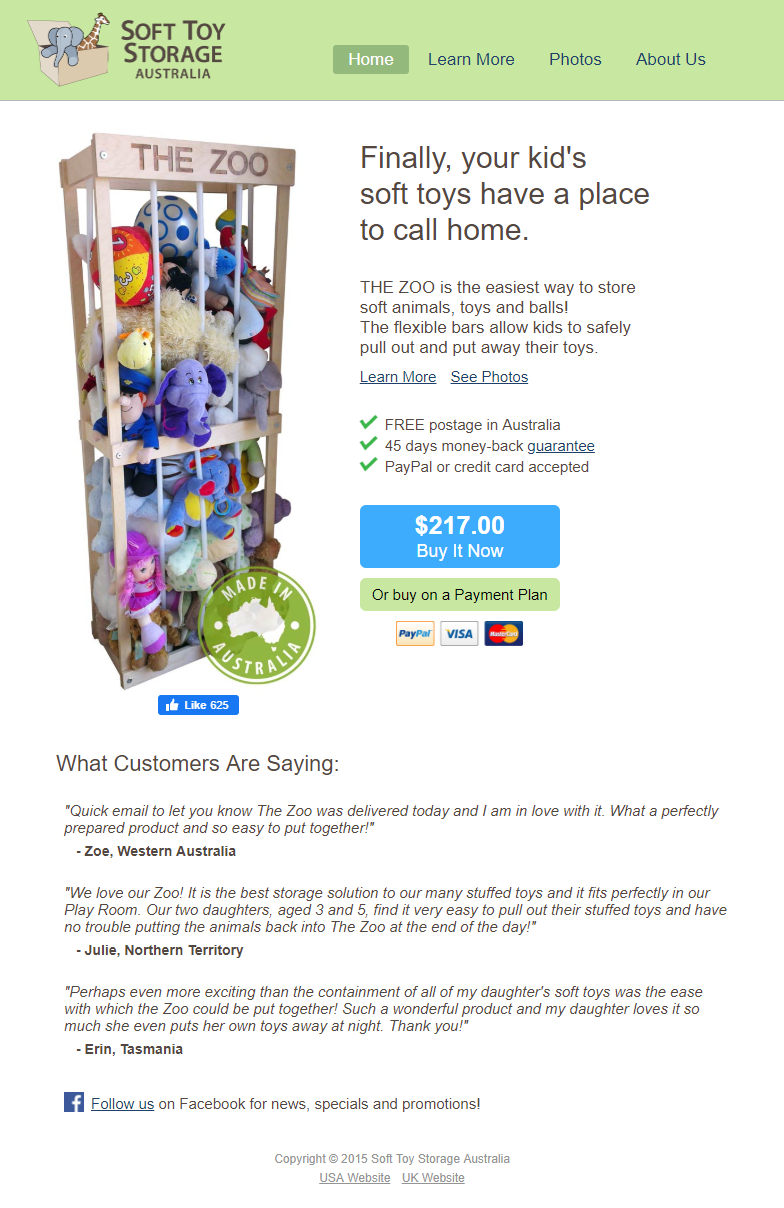 SOFT TOY
STORAGE
AUSTRALIA
Home
Learn More
Photos
About Us
THE ZOO
1
3
MADE IN
AUSTRALIA
Like 625
Finally, your kid's
soft toys have a place
to call home.
THE ZOO is the easiest way to store
soft animals, toys and balls!
The flexible bars allow kids to safely
pull out and put away their toys.
Learn More See Photos
FREE postage in Australia
45 days money-back guarantee
PayPal or credit card accepted
$217.00
Buy It Now
Or buy on a Payment Plan
PayPal VISA MasterCard
What Customers Are Saying:
"Quick email to let you know The Zoo was delivered today and I am in love with it. What a perfectly
prepared product and so easy to put together!"
- Zoe, Western Australia
"We love our Zoo! It is the best storage solution to our many stuffed toys and it fits perfectly in our
Play Room. Our two daughters, aged 3 and 5, find it very easy to pull out their stuffed toys and have
no trouble putting the animals back into The Zoo at the end of the day!"
- Julie, Northern Territory
"Perhaps even more exciting than the containment of all of my daughter's soft toys was the ease
with which the Zoo could be put together! Such a wonderful product and my daughter loves it so
much she even puts her own toys away at night. Thank you!"
- Erin, Tasmania
f Follow us on Facebook for news, specials and promotions!
Copyright © 2015 Soft Toy Storage Australia
USA Website UK Website